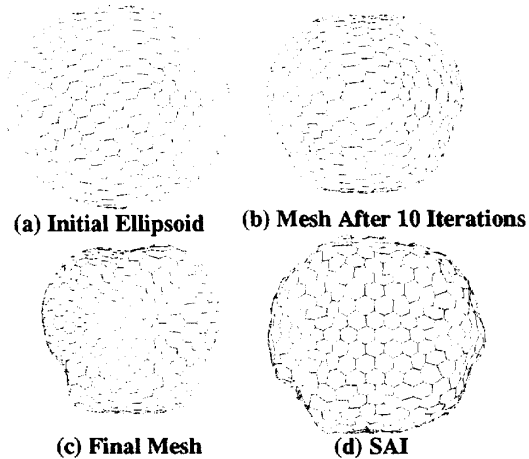 (a) Initial Ellipsoid
(b) Mesh After 10 Iterations
(c) Final Mesh
(d) SAI